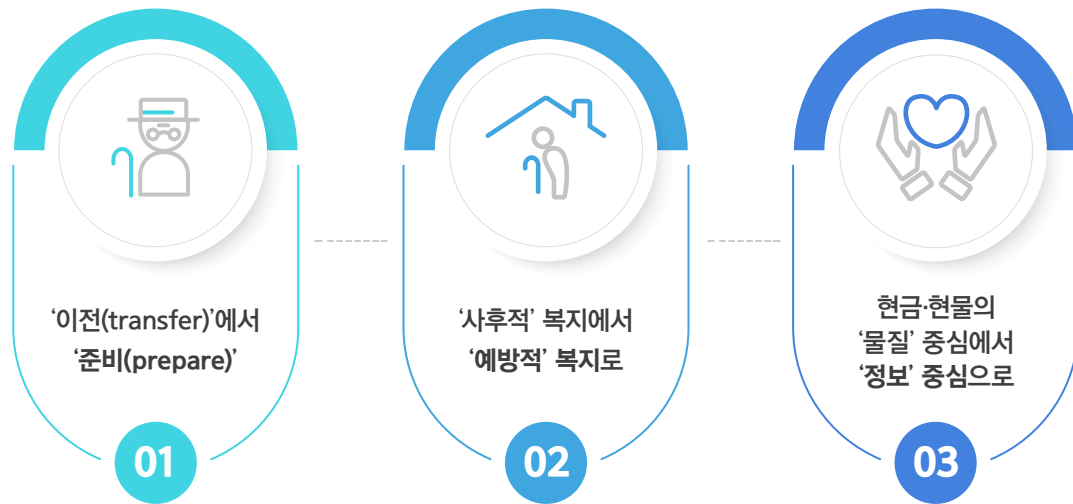 ‘이전(transfer)’에서
‘준비(prepare)’
01
‘사후적’ 복지에서
‘예방적’ 복지로
02
현금·현물의
‘물질’ 중심에서
‘정보’ 중심으로
03